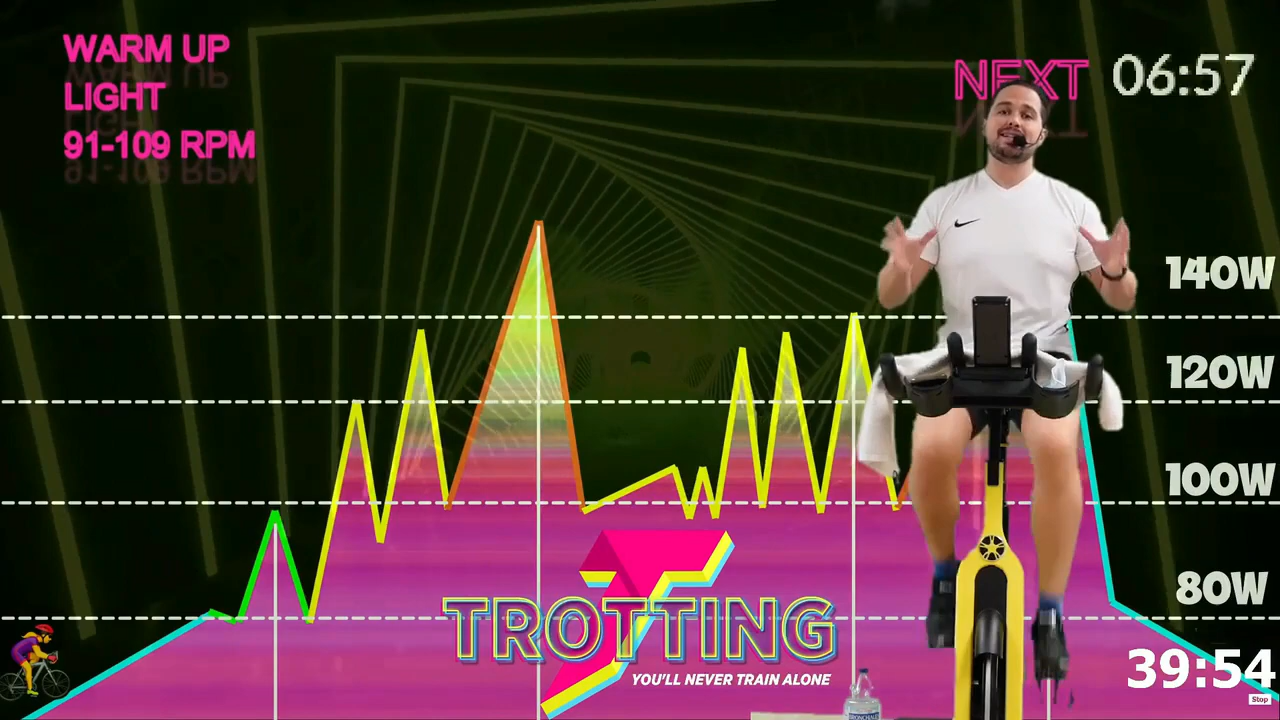 WARM UP
LIGHT
91-109 RPM
NEXT
06:57
140W
120W
100W
80W
TROTTING
YOU'LL NEVER TRAIN ALONE
39:54
Stop